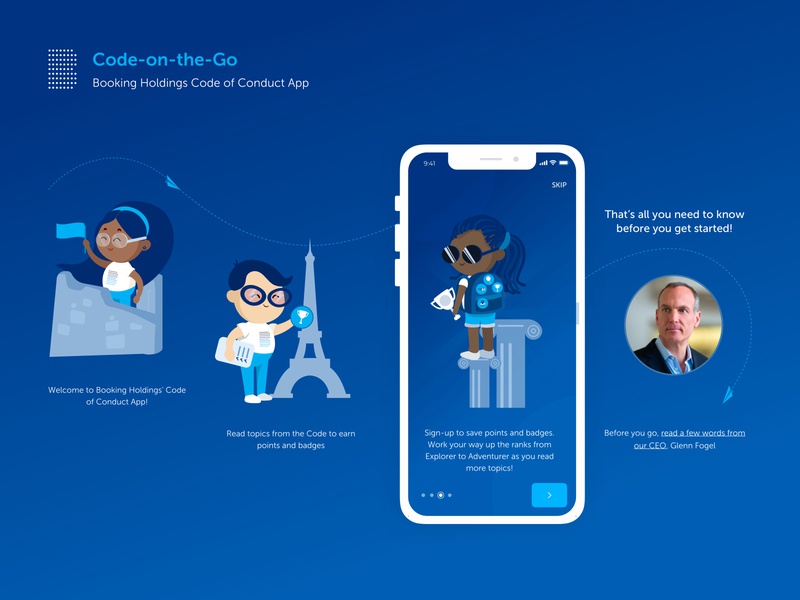 Code-on-the-Go
Booking Holdings Code of Conduct App
Welcome to Booking Holdings' Code
of Conduct App!
Read topics from the Code to earn
points and badges
9:41
SKIP
Sign-up to save points and badges.
Work your way up the ranks from
Explorer to Adventurer as you read
more topics!
That's all you need to know
before you get started!
Before you go, read a few words from
our CEO, Glenn Fogel